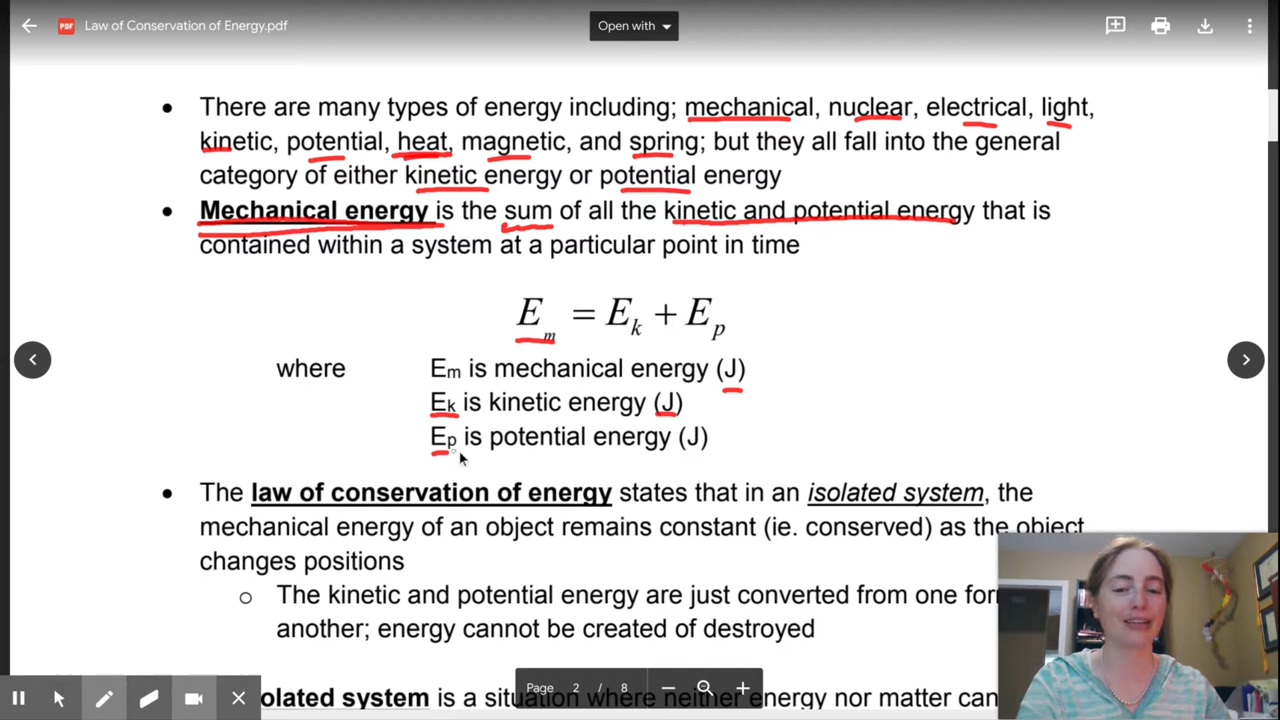 Law of Conservation of Energy.pdf
Open with
• There are many types of energy including; mechanical, nuclear, electrical, light,
kinetic, potential, heat, magnetic, and spring; but they all fall into the general
category of either kinetic energy or potential energy
• Mechanical energy is the sum of all the kinetic and potential energy that is
contained within a system at a particular point in time
E_m = E_k + E_p
where Em is mechanical energy (J)
Ek is kinetic energy (J)
Ep is potential energy (J)
• The law of conservation of energy states that in an isolated system, the
mechanical energy of an object remains constant (ie. conserved) as the object
changes positions
o The kinetic and potential energy are just converted from one
another; energy cannot be created of destroyed
system is a situation where neither energy nor matter can
Page 2 / 8